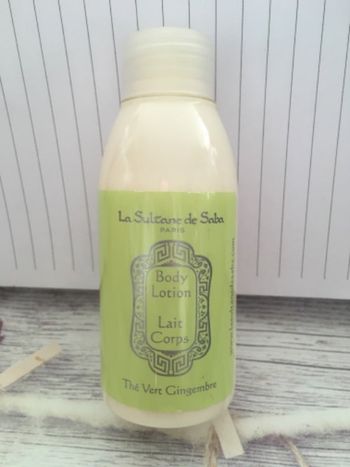 La Sultane de Saba
PARIS
Body
Lotion
Lait
Corps
Thé Vert Gingembre